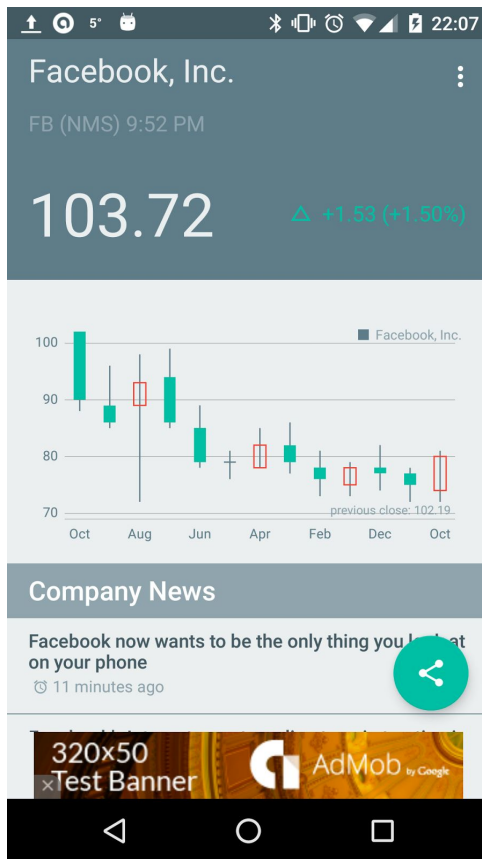 5°
22:07
Facebook, Inc.
FB (NMS) 9:52 PM
103.72
+1.53 (+1.50%)
Facebook, Inc.
100
90
80
70
previous close: 102.19
Oct Aug Jun Apr Feb Dec Oct
Company News
Facebook now wants to be the only thing you at
on your phone
11 minutes ago
320x50
Test Banner
AdMob by Google